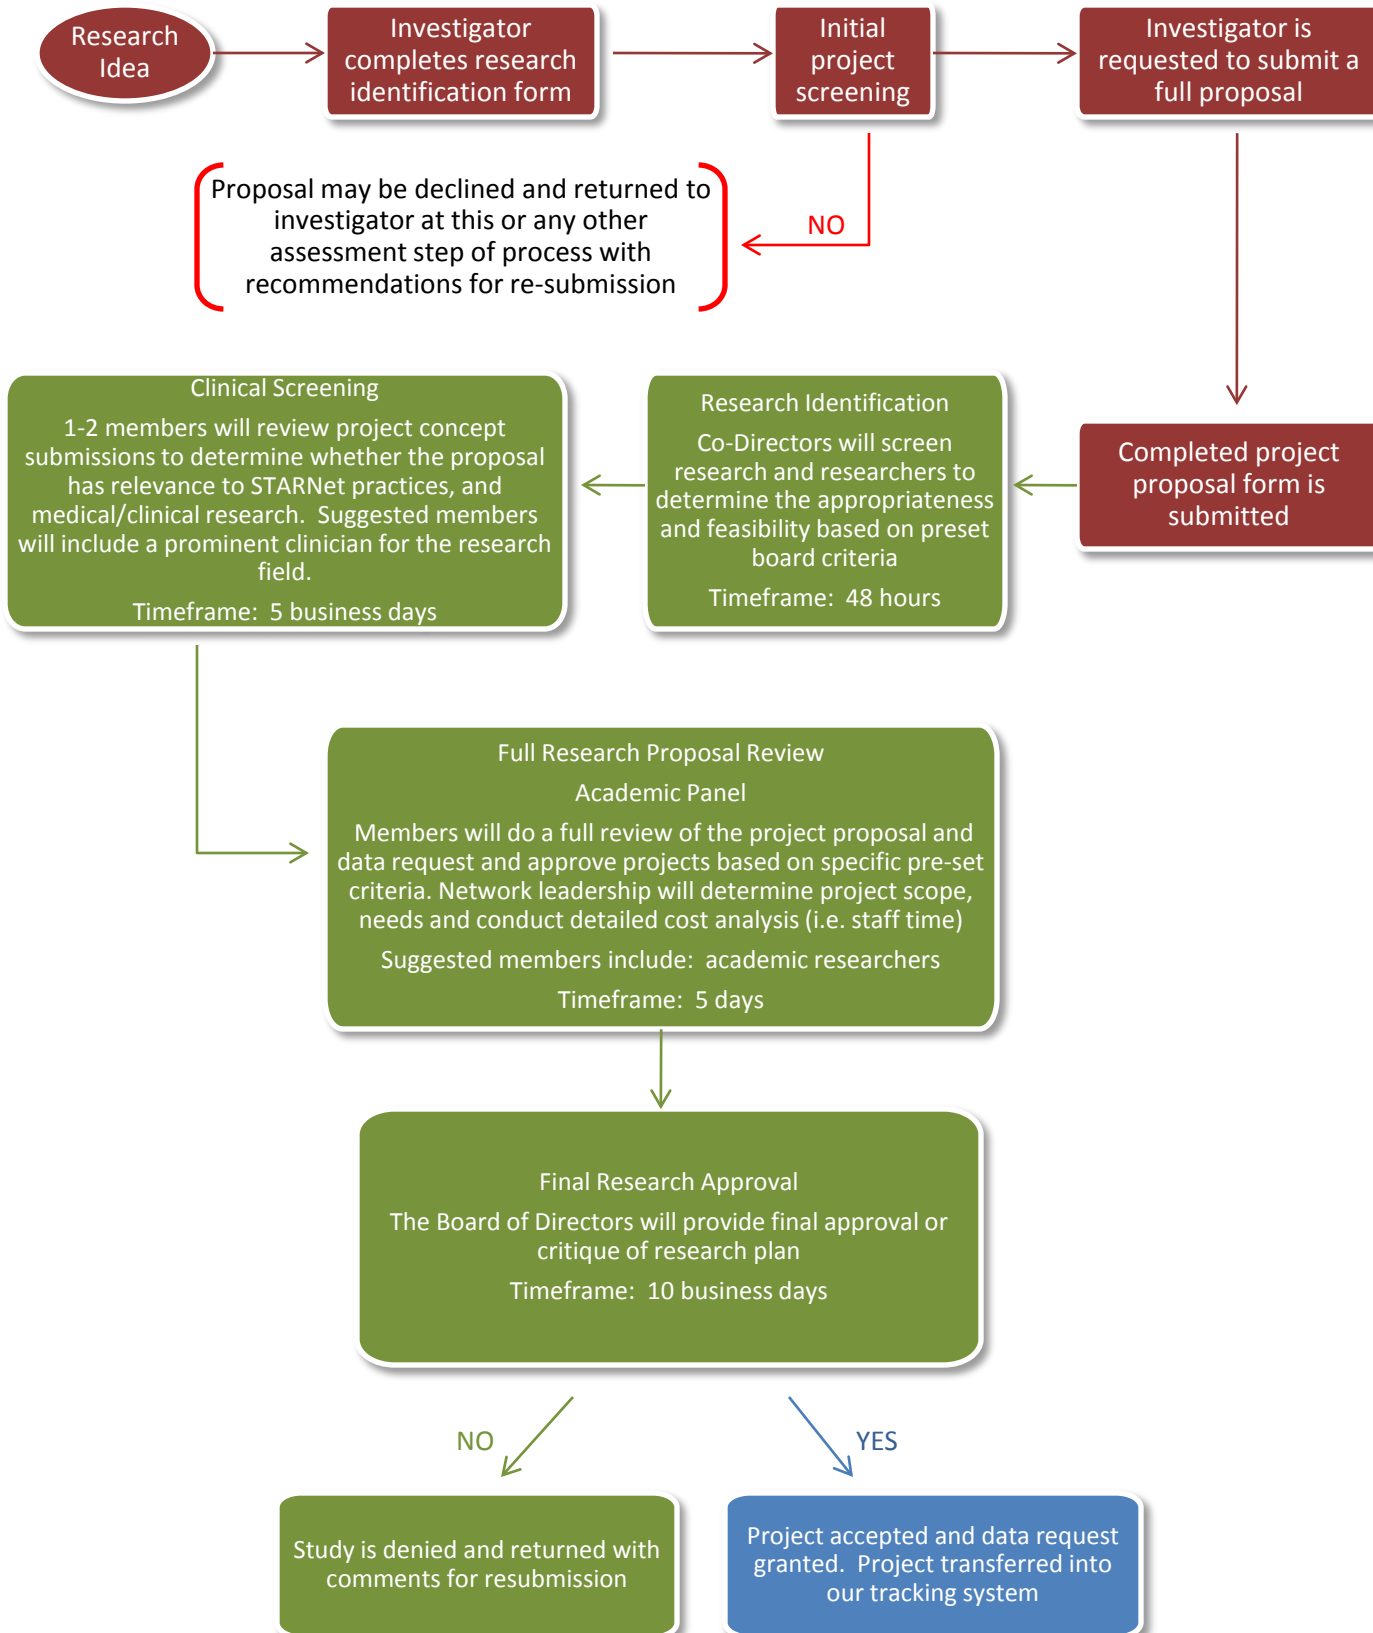 Research
Idea
Investigator
completes research
identification form
Initial
project
screening
Investigator is
requested to submit a
full proposal
NO
Proposal may be declined and returned to
investigator at this or any other
assessment step of process with
recommendations for re-submission
Completed project
proposal form is
submitted
Research Identification
Co-Directors will screen
research and researchers to
determine the appropriateness
and feasibility based on preset
board criteria
Timeframe: 48 hours
Clinical Screening
1-2 members will review project concept
submissions to determine whether the proposal
has relevance to STARNet practices, and
medical/clinical research. Suggested members
will include a prominent clinician for the research
field.
Timeframe: 5 business days
Full Research Proposal Review
Academic Panel
Members will do a full review of the project proposal and
data request and approve projects based on specific pre-set
criteria. Network leadership will determine project scope,
needs and conduct detailed cost analysis (i.e. staff time)
Suggested members include: academic researchers
Timeframe: 5 days
Final Research Approval
The Board of Directors will provide final approval or
critique of research plan
Timeframe: 10 business days
NO
YES
Study is denied and returned with
comments for resubmission
Project accepted and data request
granted. Project transferred into
our tracking system